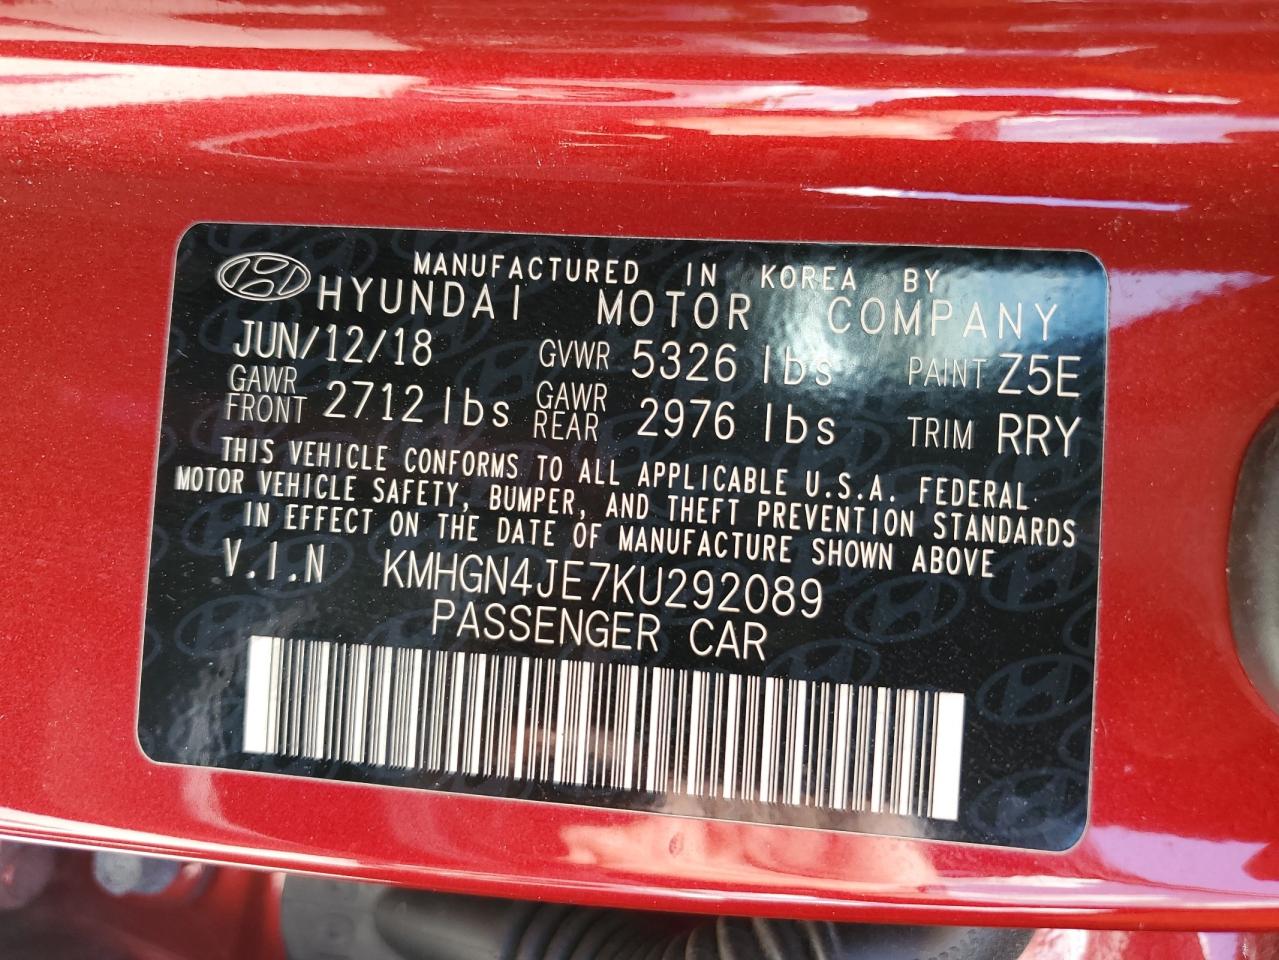 MANUFACTURED IN KOREA BY
HYUNDAI MOTOR COMPANY
JUN/12/18 GVWR 5326 lbs PAINT Z5E
GAWR FRONT 2712 lbs GAWR REAR 2976 lbs TRIM RRY
THIS VEHICLE CONFORMS TO ALL APPLICABLE U.S.A. FEDERAL
MOTOR VEHICLE SAFETY, BUMPER, AND THEFT PREVENTION STANDARDS
IN EFFECT ON THE DATE OF MANUFACTURE SHOWN ABOVE
V.I.N KMHGN4JE7KU292089
PASSENGER CAR